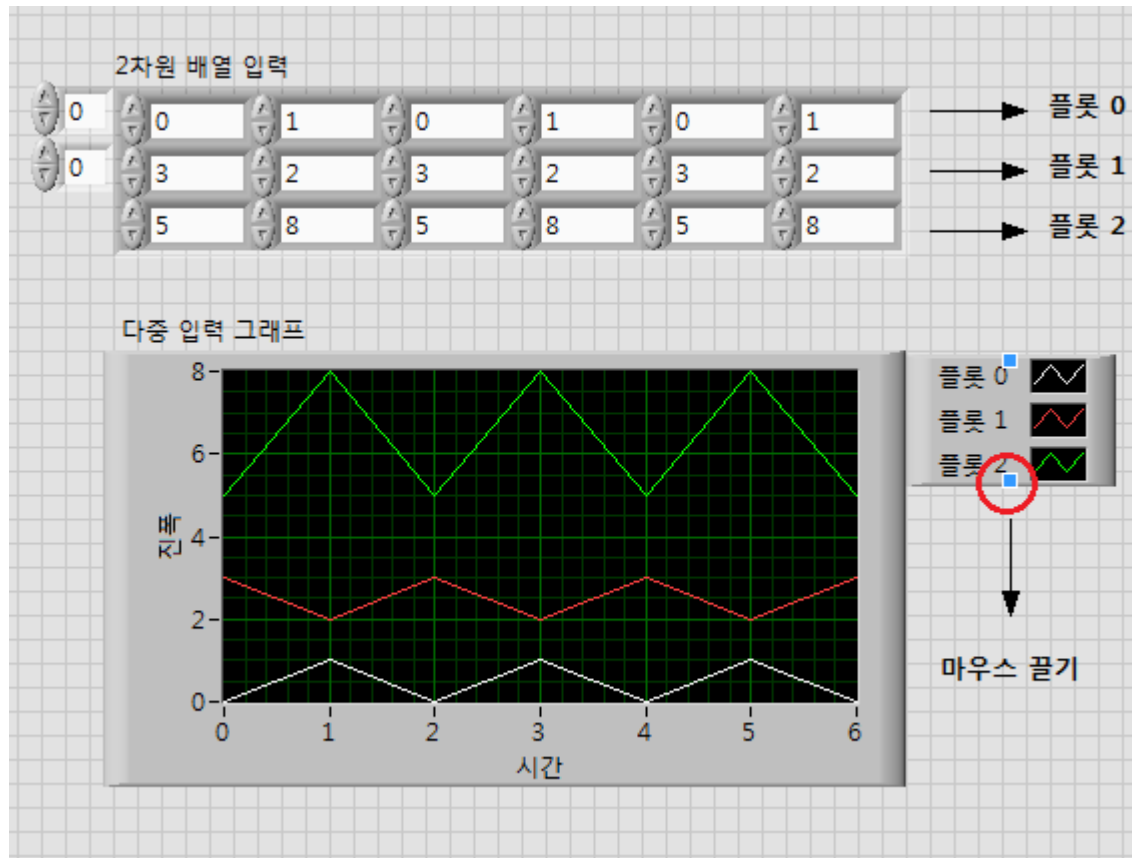 2차원 배열 입력
0 0 1 0 1 0 1 플롯 0
0 3 2 3 2 3 2 플롯 1
5 8 5 8 5 8 플롯 2
다중 입력 그래프
8
6
4
2
0
진폭
0 1 2 3 4 5 6
시간
플롯 0
플롯 1
플롯 2
마우스 끌기